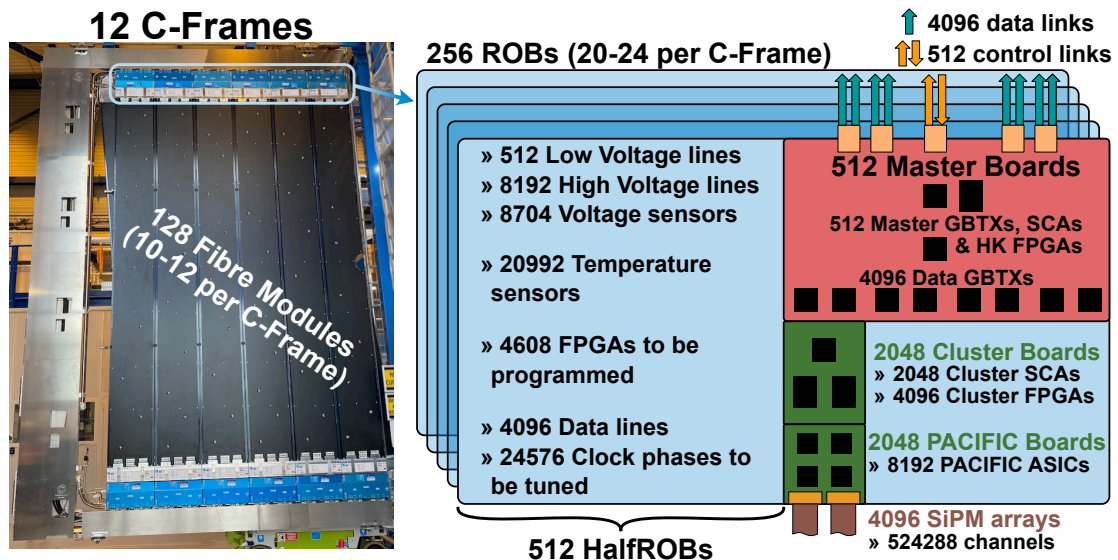 12 C-Frames
128 Fibre Modules
(10-12 per C-Frame)
4096 data links
512 control links
256 ROBs (20-24 per C-Frame)
» 512 Low Voltage lines
» 8192 High Voltage lines
» 8704 Voltage sensors
» 20992 Temperature
sensors
» 4608 FPGAs to be
programmed
» 4096 Data lines
» 24576 Clock phases to
be tuned
512 HalfROBs
512 Master Boards
512 Master GBTXs, SCAs
& HK FPGAs
4096 Data GBTXs
2048 Cluster Boards
» 2048 Cluster SCAs
» 4096 Cluster FPGAs
2048 PACIFIC Boards
» 8192 PACIFIC ASICs
4096 SiPM arrays
» 524288 channels